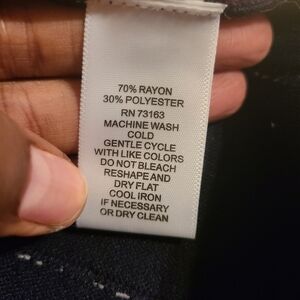 70% RAYON
30% POLYESTER
RN 73163
MACHINE WASH
COLD
GENTLE CYCLE
WITH LIKE COLORS
DO NOT BLEACH
RESHAPE AND
DRY FLAT
COOL IRON
IF NECESSARY
OR DRY CLEAN